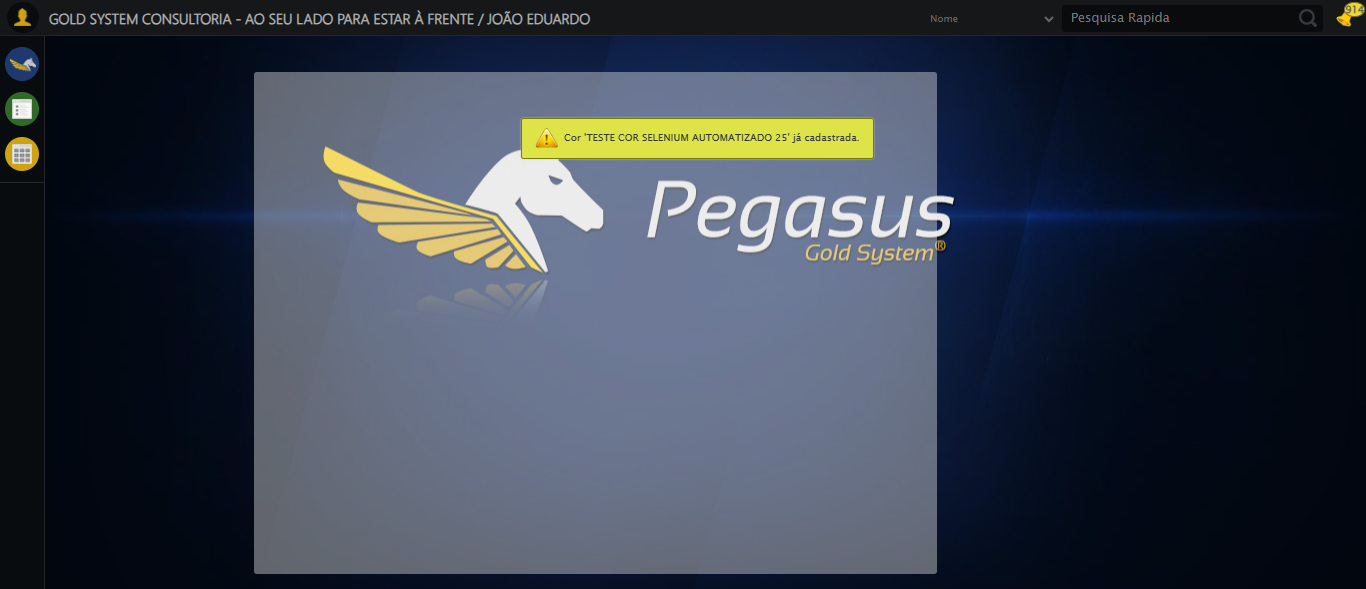 GOLD SYSTEM CONSULTORIA - AO SEU LADO PARA ESTAR À FRENTE / JOÃO EDUARDO
Nome
Pesquisa Rapida
914
Cor 'TESTE COR SELENIUM AUTOMATIZADO 25' já cadastrada.
Pegasus
Gold System®